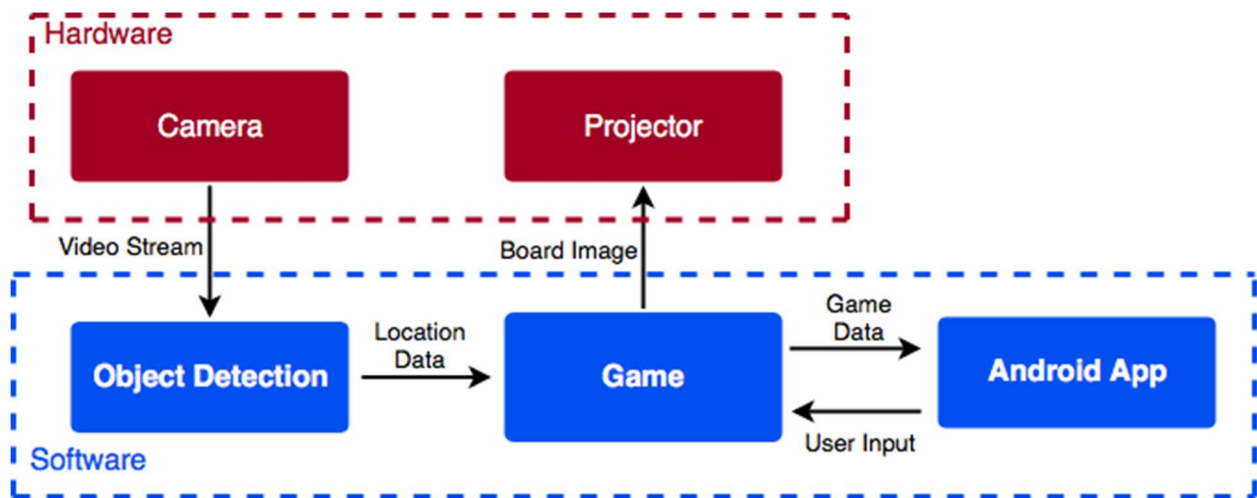 Hardware
Camera
Projector
Video Stream
Board Image
Object Detection
Location
Data
Game
Game
Data
User Input
Android App
Software